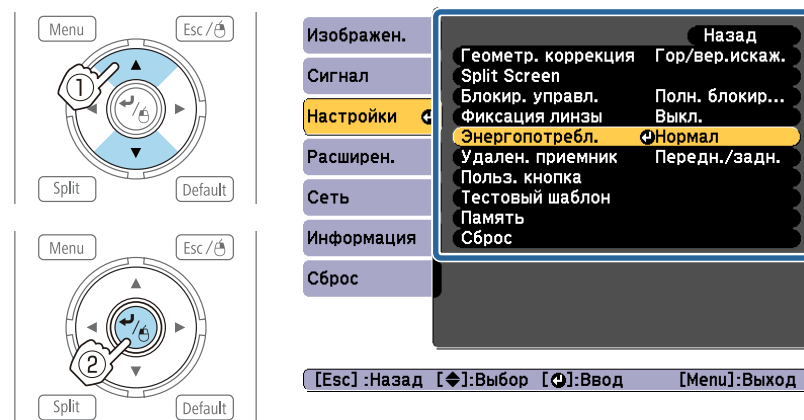 Menu
Esc/
1
Split
Default
Menu
Esc/
2
Split
Default
Изображен.
Сигнал
Настройки
Расширен.
Сеть
Информация
Сброс
Назад
Геометр. коррекция Гор/вер.искаж.
Split Screen
Блокир. управл. Полн. блокир...
Фиксация линзы Выкл.
Энергопотребл. Нормал
Удален. приемник Передн./задн.
Польз. кнопка
Тестовый шаблон
Память
Сброс
[Esc] :Назад [◆]:Выбор [⏎]:Ввод [Menu]:Выход